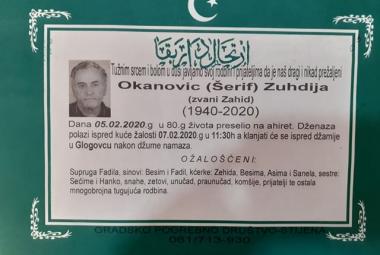 Tužnim srcem i bolom u duši javljamo svoj rodbini i prijateljima da je naš dragi i nikad prežaljeni
Okanovic (Šerif) Zuhdija
(zvani Zahid)
(1940-2020)
Dana 05.02.2020 g u 80.g života preselio na ahiret. Dženaza
polazi ispred kuće žalosti 07.02.2020 g u 11:30h a klanjati će se ispred džamije
u Glogovcu nakon džume namaza.
OŽALOŠĆENI:
Supruga Fadila, sinovi: Besim i Fadil, kćerke: Zehida, Besima, Asima i Sanela, sestre:
Sećime i Hanko, snahe, zetovi, unučad, praunučad, komšije, prijatelji te ostala
mnogobrojna tugujuća rodbina.
GRADSKO POGREBNO DRUŠTVO-STIJENA
061/713-930